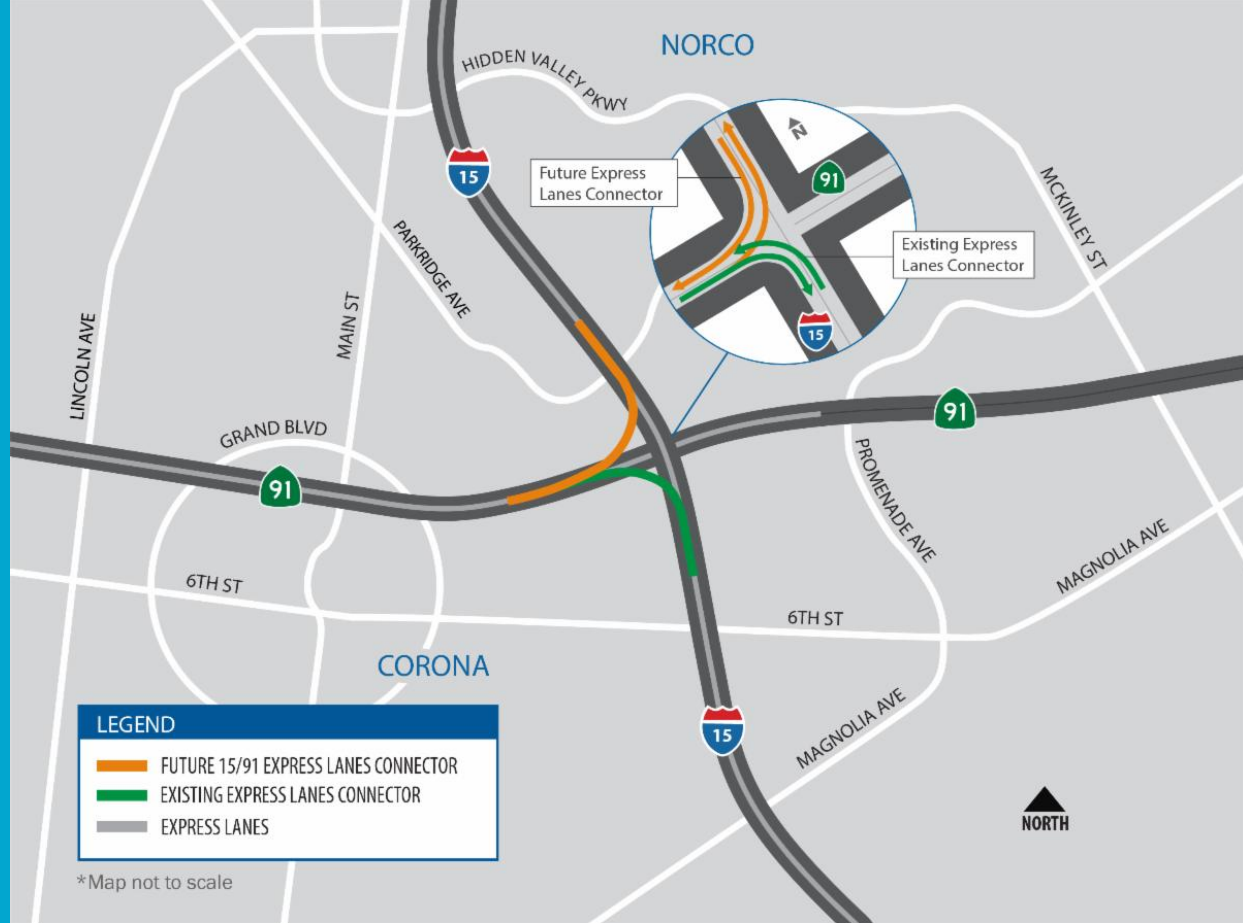 NORCO
HIDDEN VALLEY PKWY
15
Future Express
Lanes Connector
N
91
Existing Express
Lanes Connector
15
MCKINLEY ST
PARKRIDGE AVE
MAIN ST
LINCOLN AVE
GRAND BLVD
91
91
PROMENADE AVE
MAGNOLIA AVE
6TH ST
6TH ST
CORONA
15
MAGNOLIA AVE
LEGEND
FUTURE 15/91 EXPRESS LANES CONNECTOR
EXISTING EXPRESS LANES CONNECTOR
EXPRESS LANES
*Map not to scale
NORTH